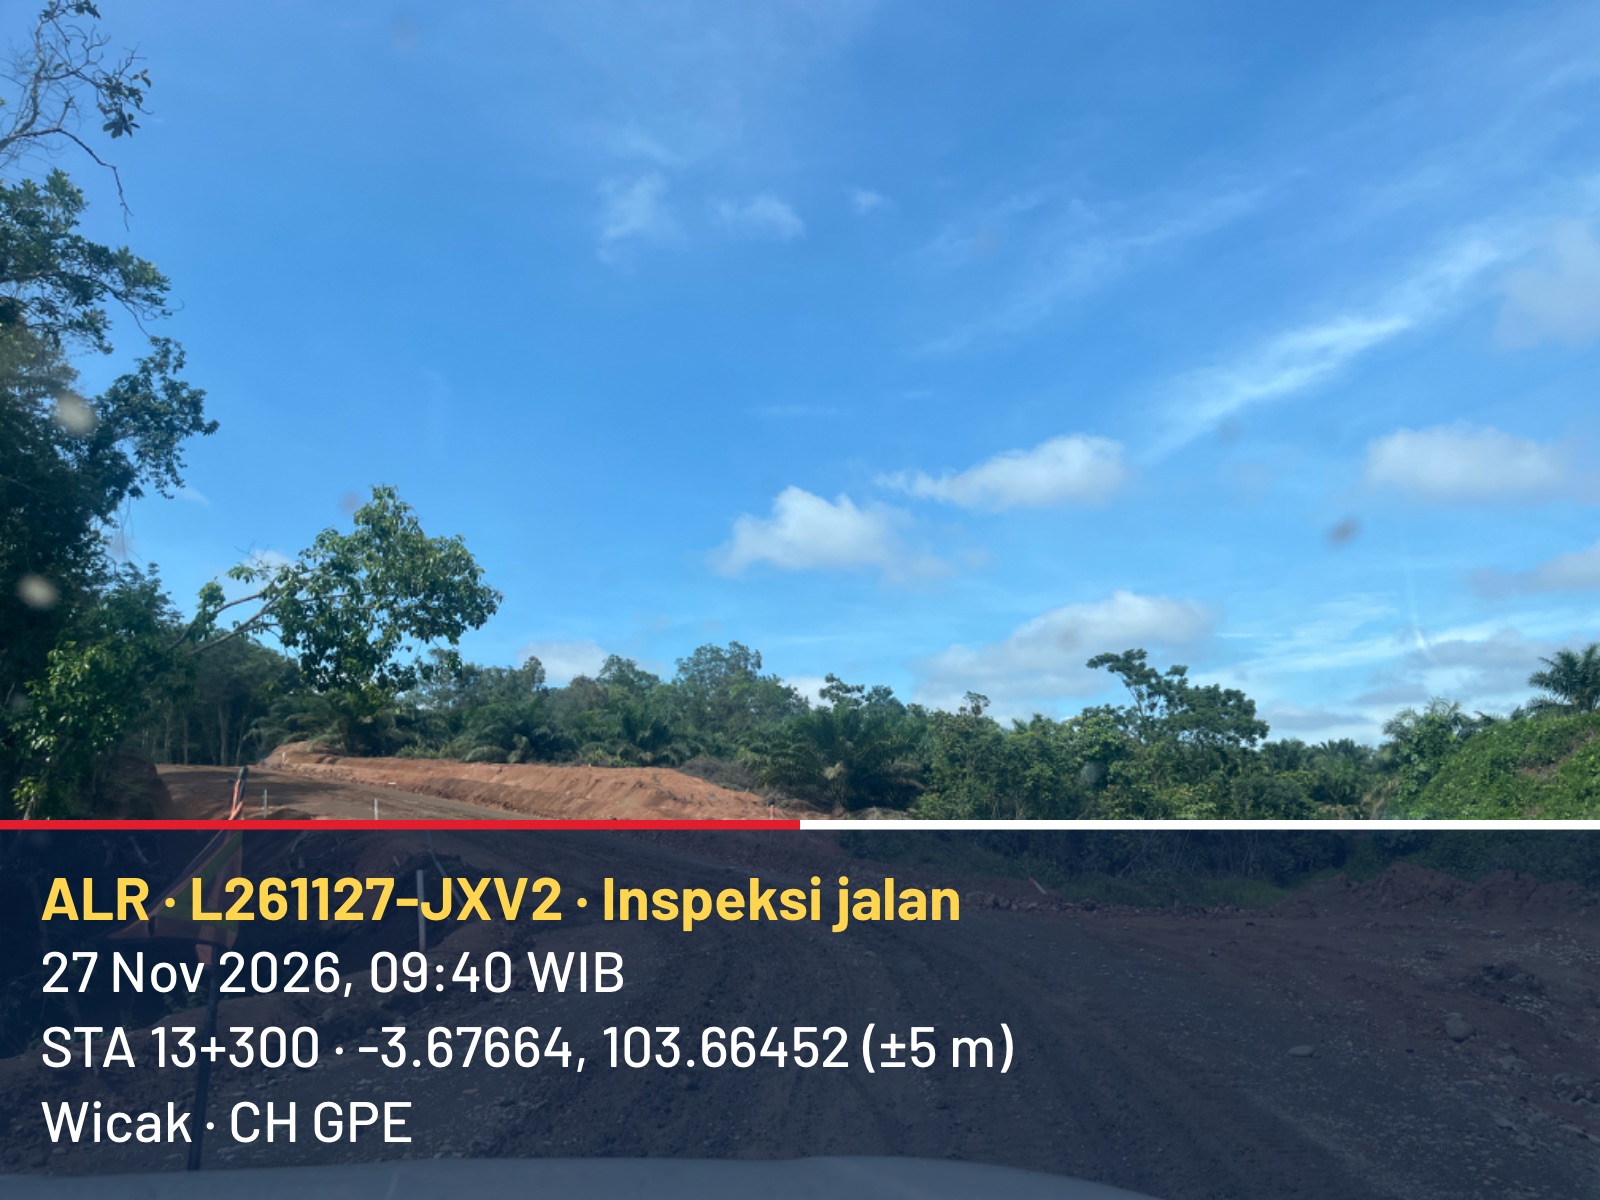 ALR · L261127-JXV2 · Inspeksi jalan
27 Nov 2026, 09:40 WIB
STA 13+300 · -3.67664, 103.66452 (±5 m)
Wicak · CH GPE